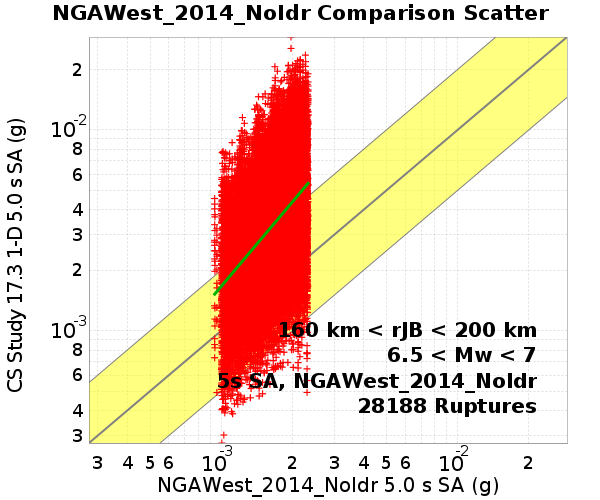 NGAWest_2014_NoIdr Comparison Scatter
CS Study 17.3 1-D 5.0 s SA (g)
2
10-2
8
6
4
3
2
10-3
8
6
4
3
160 km < rJB < 200 km
6.5 < Mw < 7
5s SA, NGAWest_2014_NoIdr
28188 Ruptures
3 4 5 6 10-3 2 3 4 5 6 10-2 2
NGAWest_2014_NoIdr 5.0 s SA (g)